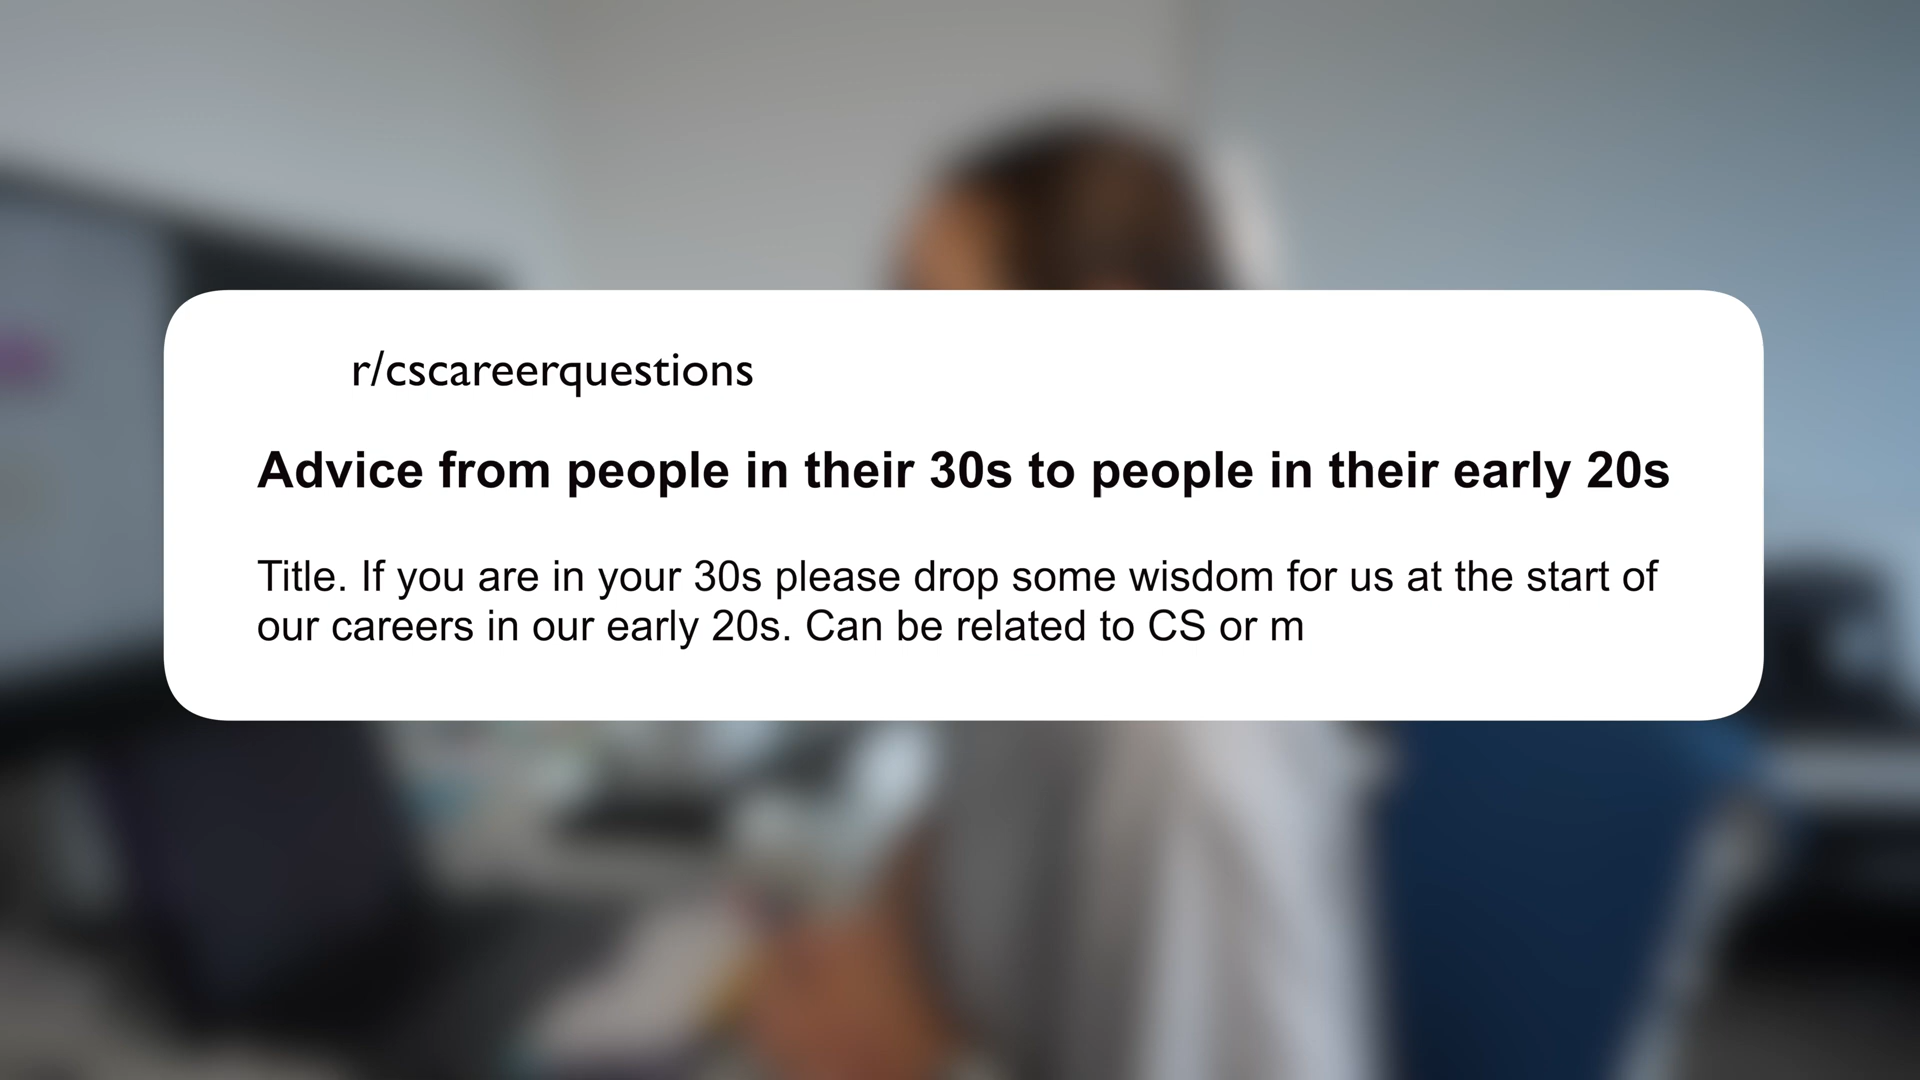 r/cscareerquestions
Advice from people in their 30s to people in their early 20s
Title. If you are in your 30s please drop some wisdom for us at the start of
our careers in our early 20s. Can be related to CS or m